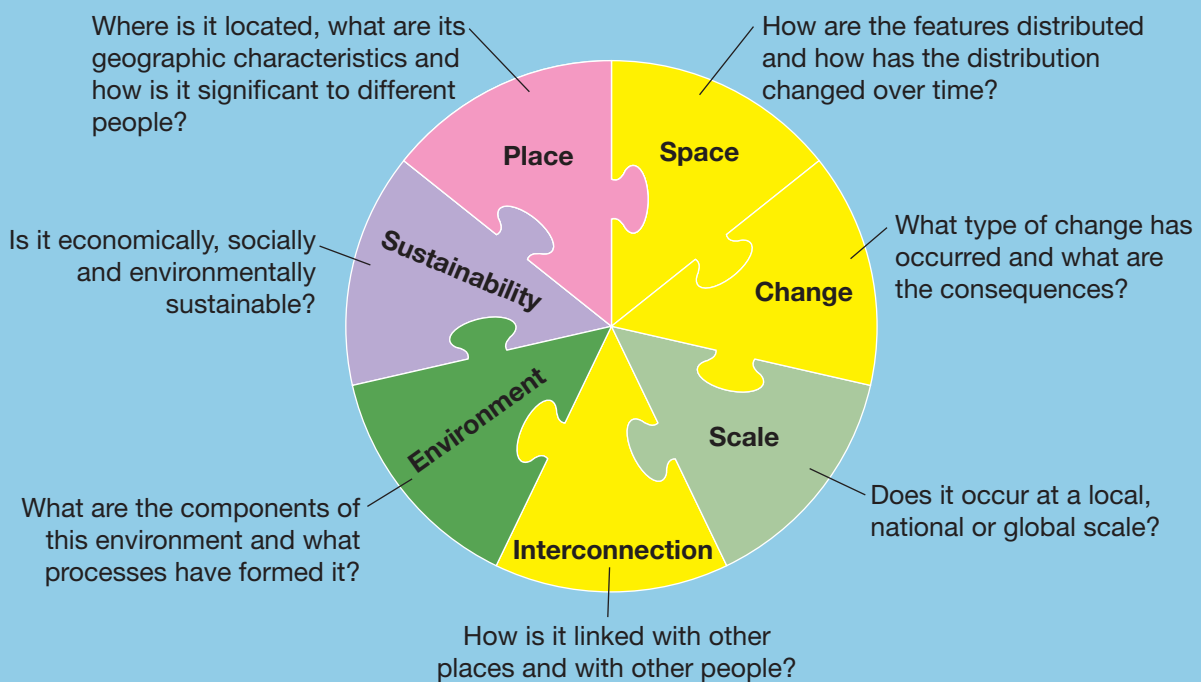 Where is it located, what are its
geographic characteristics and
how is it significant to different
people?
How are the features distributed
and how has the distribution
changed over time?
Place
Space
Is it economically, socially
and environmentally
sustainable?
Sustainability
Change
What type of change has
occurred and what are
the consequences?
Environment
Scale
What are the components of
this environment and what
processes have formed it?
Interconnection
Does it occur at a local,
national or global scale?
How is it linked with other
places and with other people?